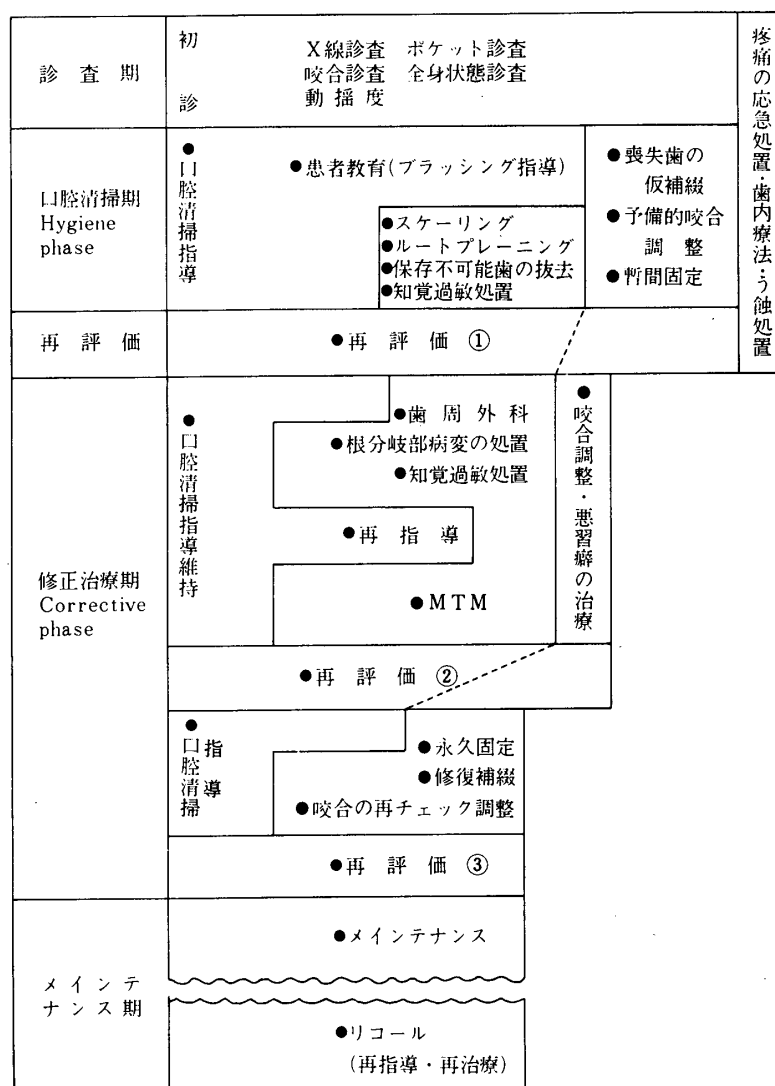 診査期
初診
X線診査 ポケット診査
咬合診査 全身状態診査
動揺度
疼痛の応急処置・歯内療法・う蝕処置
口腔清掃期
Hygiene
phase
●口腔清掃指導
●患者教育(ブラッシング指導)
●スケーリング
●ルートプレーニング
●保存不可能歯の抜去
●知覚過敏処置
●喪失歯の
仮補綴
●予備的咬合
調整
●暫間固定
再評価
●再評価 ①
修正治療期
Corrective
phase
●口腔清掃指導維持
●歯周外科
●根分岐部病変の処置
●知覚過敏処置
●再指導
●MTM
●咬合調整・悪習癖の治療
●再評価 ②
●口腔清掃
指導
●永久固定
●修復補綴
●咬合の再チェック調整
●再評価 ③
メインテ
ナンス期
●メインテナンス
●リコール
(再指導・再治療)